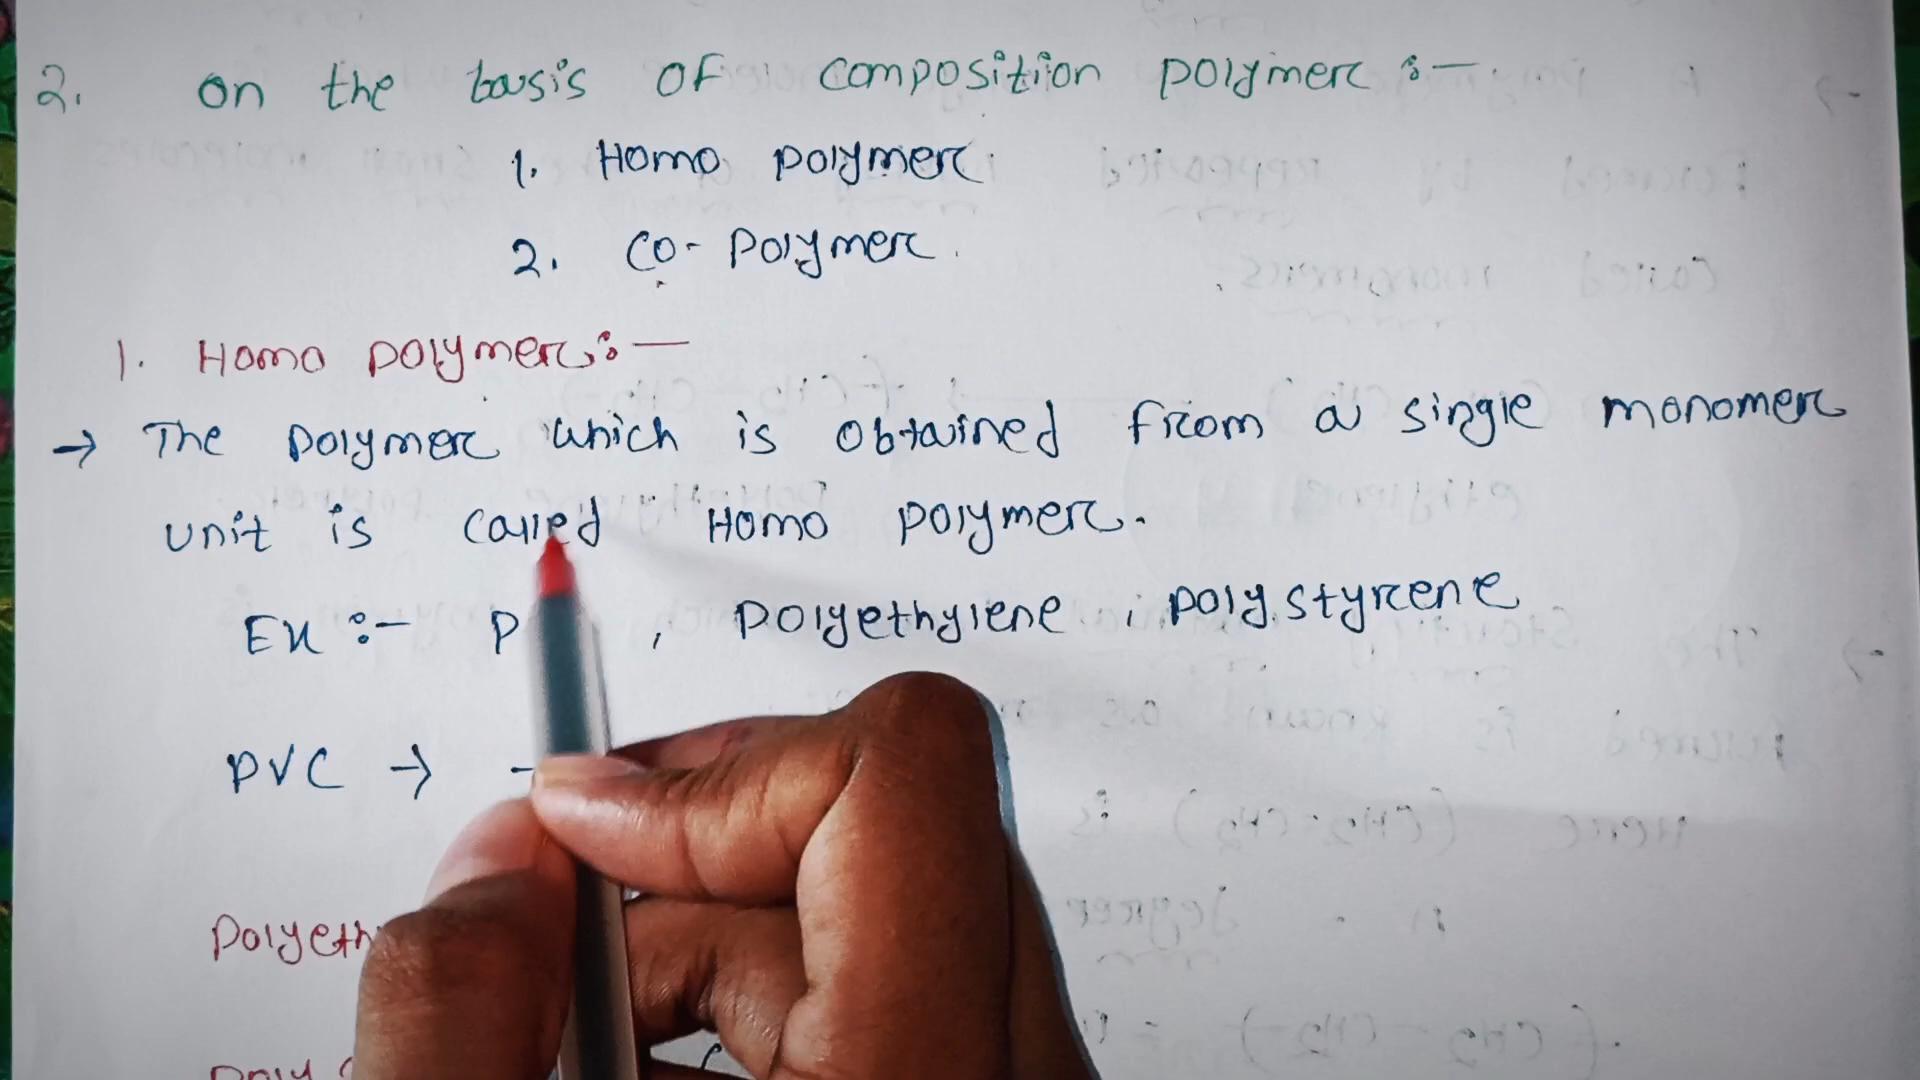 2. on the basis of composition polymer :-
1. Homo polymer
2. Co-polymer.
1. Homo polymer:-
→ The polymer which is obtained from a single monomer
unit is called Homo polymer.
Ex :- P , Polyethylene, polystyrene
PVC → -
Polyeth
Poly